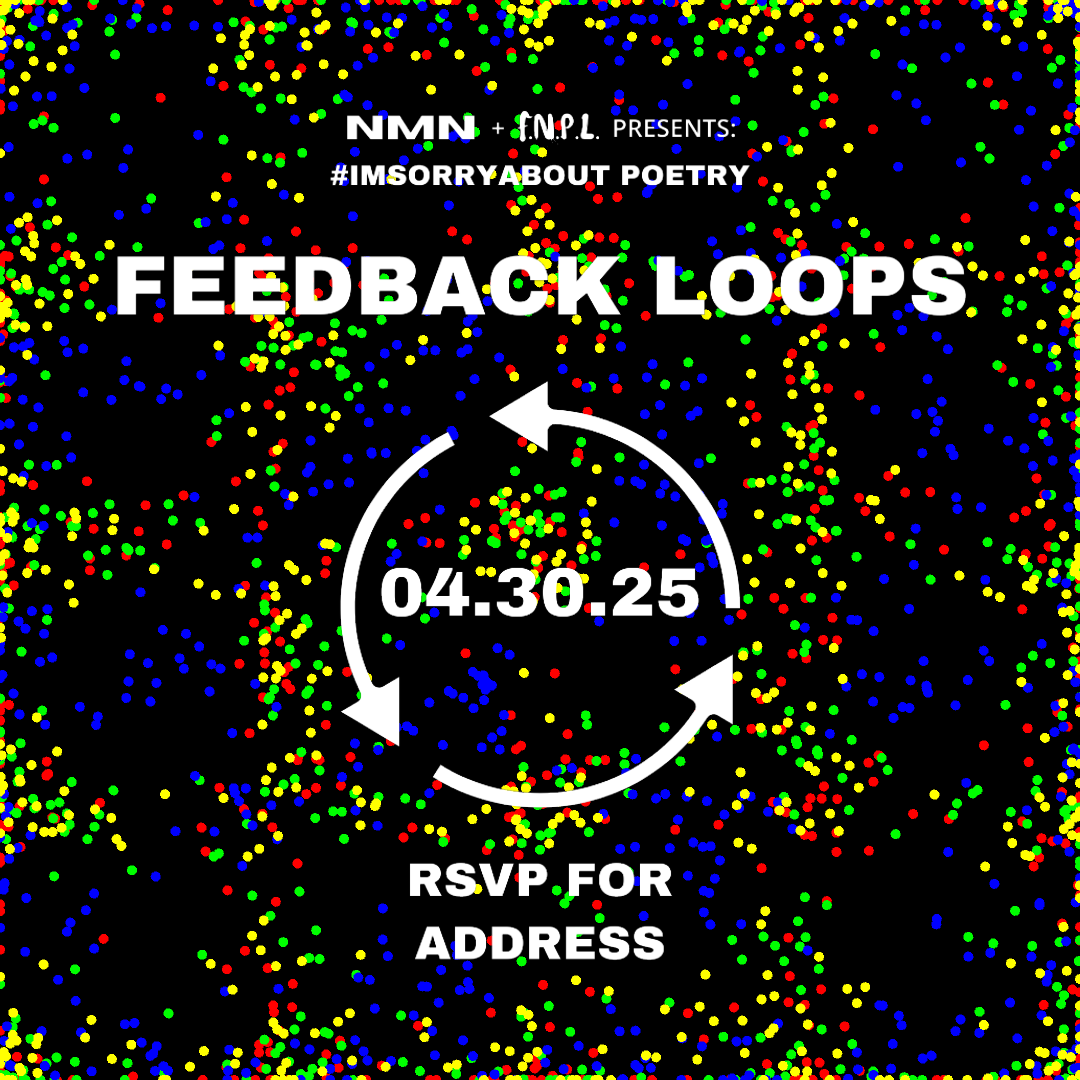 NMN + F.N.P.L. PRESENTS:
#IMSORRYABOUT POETRY
FEEDBACK LOOPS
04.30.25
RSVP FOR
ADDRESS